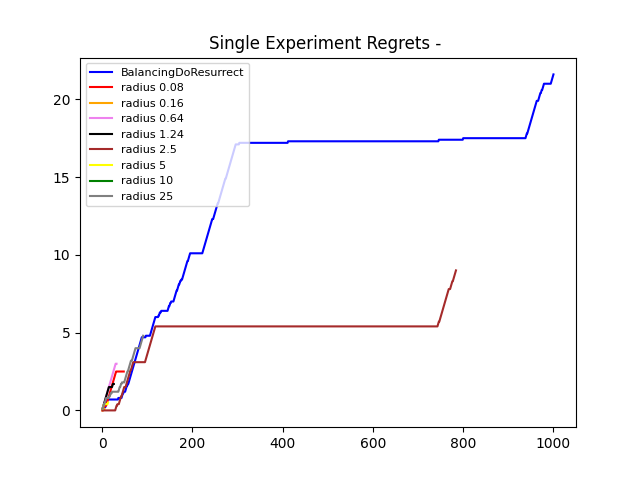 Single Experiment Regrets -
BalancingDoResurrect
radius 0.08
radius 0.16
radius 0.64
radius 1.24
radius 2.5
radius 5
radius 10
radius 25
20
15
10
5
0
0 200 400 600 800 1000